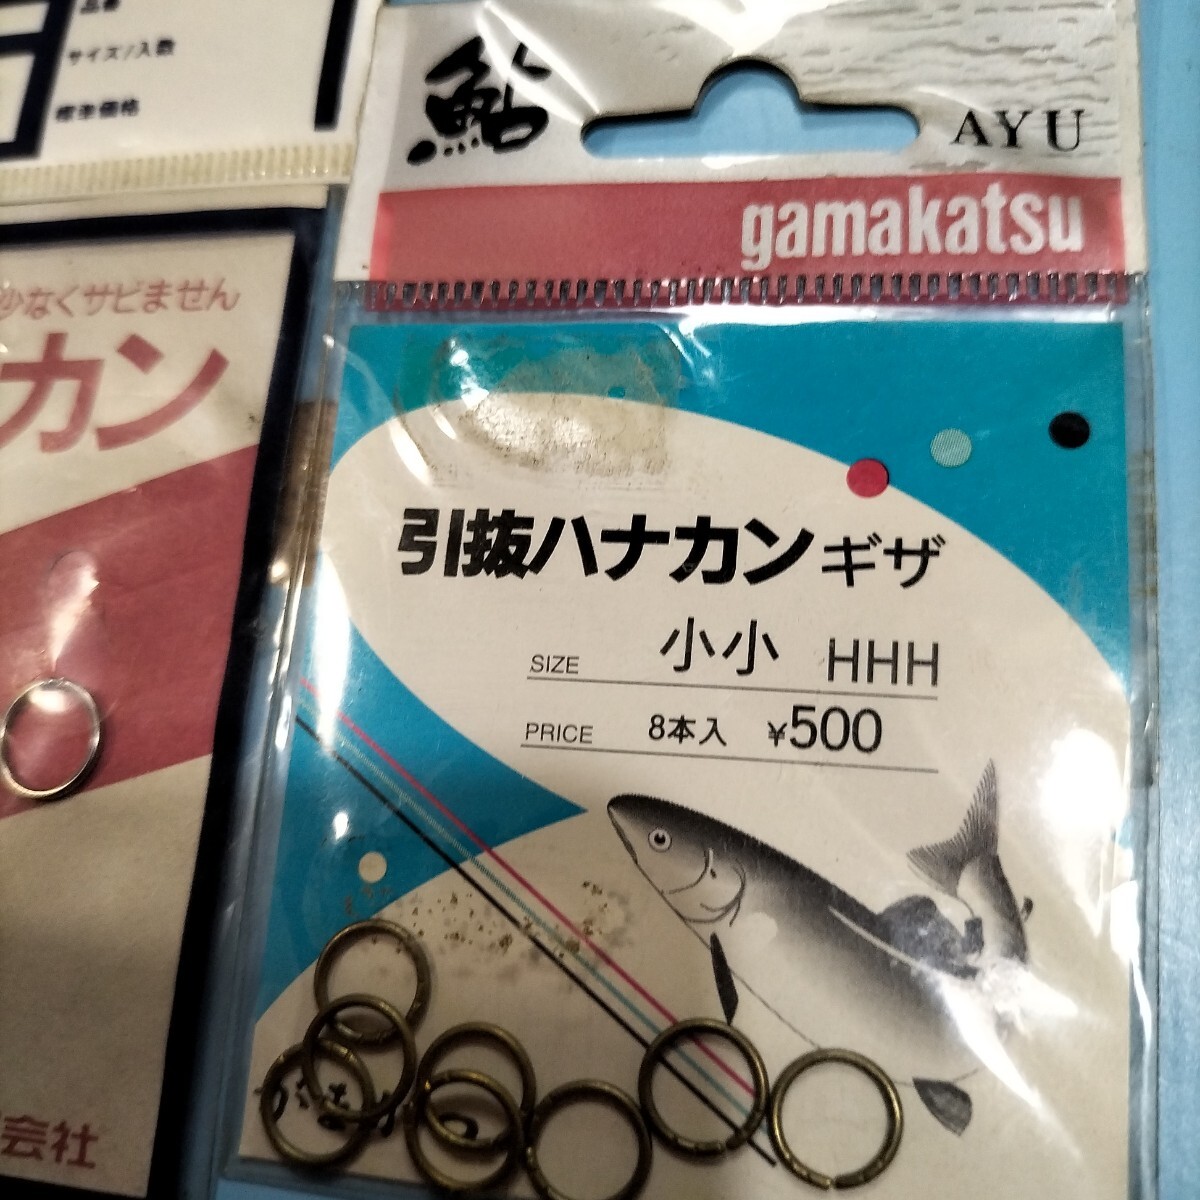 品番
サイズ/入数
標準価格
少なくサビません
カン
会社
鮎
AYU
gamakatsu
引抜ハナカン ギザ
SIZE 小小 HHH
PRICE 8本入 ¥500